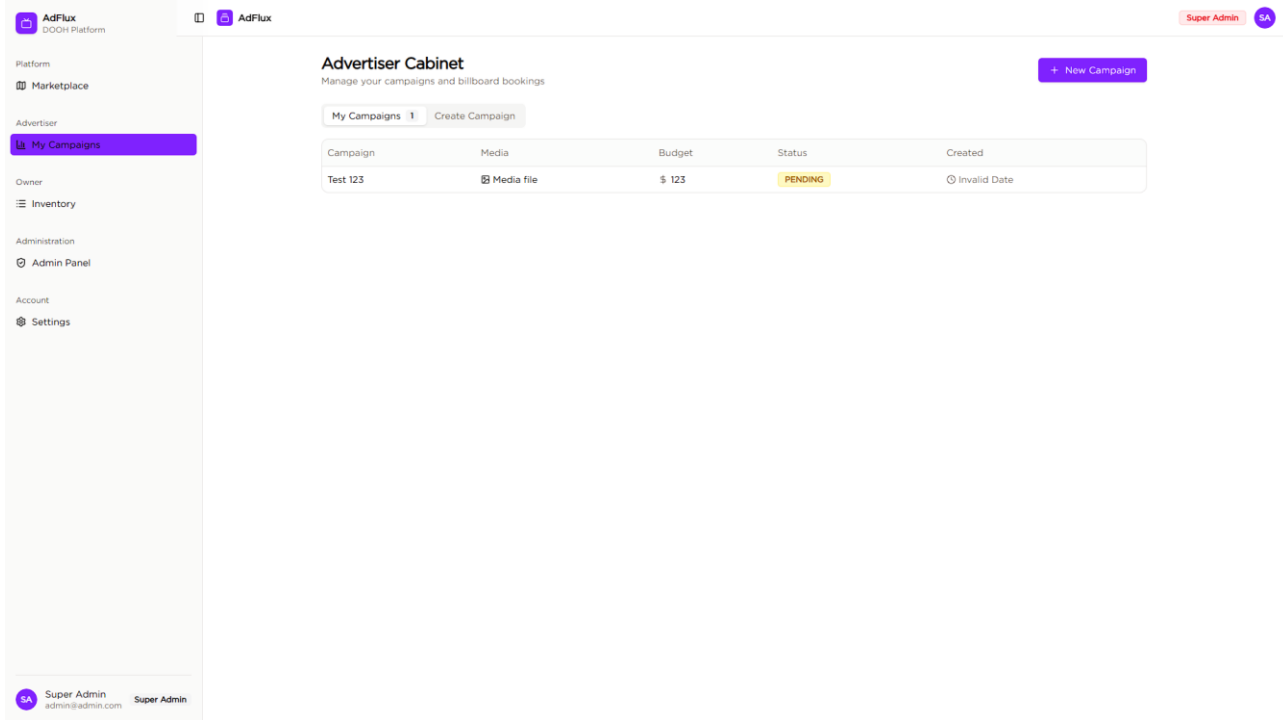 AdFlux
DOOH Platform
Platform
Marketplace
Advertiser
My Campaigns
Owner
Inventory
Administration
Admin Panel
Account
Settings
SA
Super Admin
admin@admin.com
Super Admin
AdFlux
Super Admin
SA
Advertiser Cabinet
Manage your campaigns and billboard bookings
+ New Campaign
My Campaigns 1 Create Campaign
Campaign Media Budget Status Created
Test 123 Media file $ 123 PENDING Invalid Date